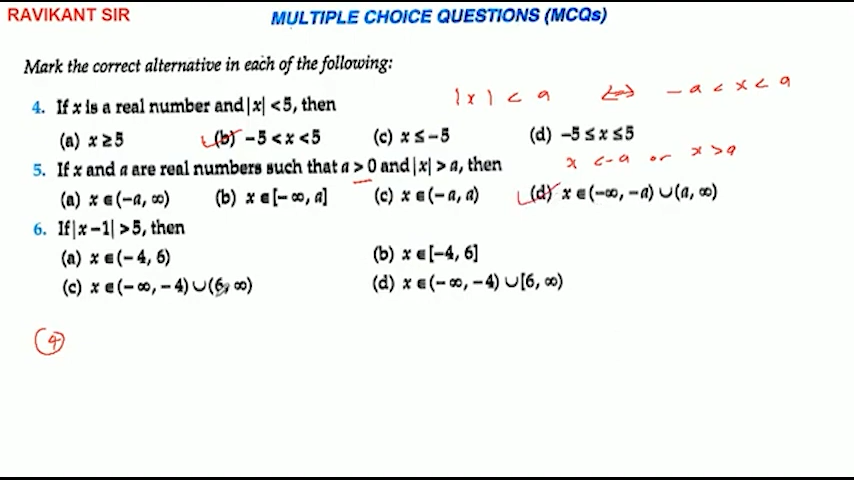 RAVIKANT SIR
MULTIPLE CHOICE QUESTIONS (MCQs)
Mark the correct alternative in each of the following:
|x| < a ⇔ -a < x < a
4. If x is a real number and |x| < 5, then
(a) x ≥ 5 (b) -5 < x < 5 (c) x ≤ -5 (d) -5 ≤ x ≤ 5
x < -a or x > a
5. If x and a are real numbers such that a > 0 and |x| > a, then
(a) x ∈ (-a, ∞) (b) x ∈ [-∞, a] (c) x ∈ (-a, a) (d) x ∈ (-∞, -a) ∪ (a, ∞)
6. If |x - 1| > 5, then
(a) x ∈ (-4, 6) (b) x ∈ [-4, 6]
(c) x ∈ (-∞, -4) ∪ (6, ∞) (d) x ∈ (-∞, -4) ∪ [6, ∞)
4